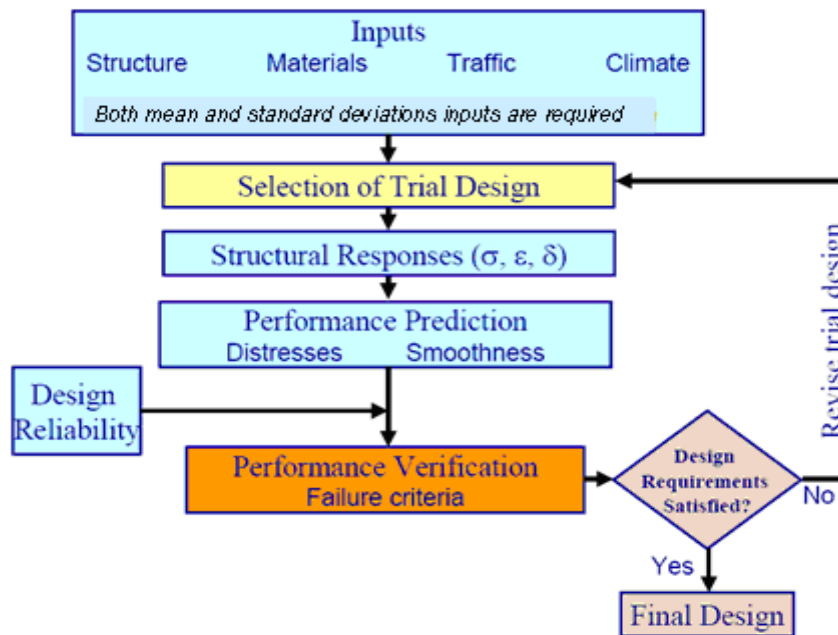 Inputs
Structure Materials Traffic Climate
Both mean and standard deviations inputs are required
Selection of Trial Design
Structural Responses (σ, ε, δ)
Performance Prediction
Distresses Smoothness
Design
Reliability
Performance Verification
Failure criteria
Design
Requirements
Satisfied?
No
Revise trial design
Yes
Final Design